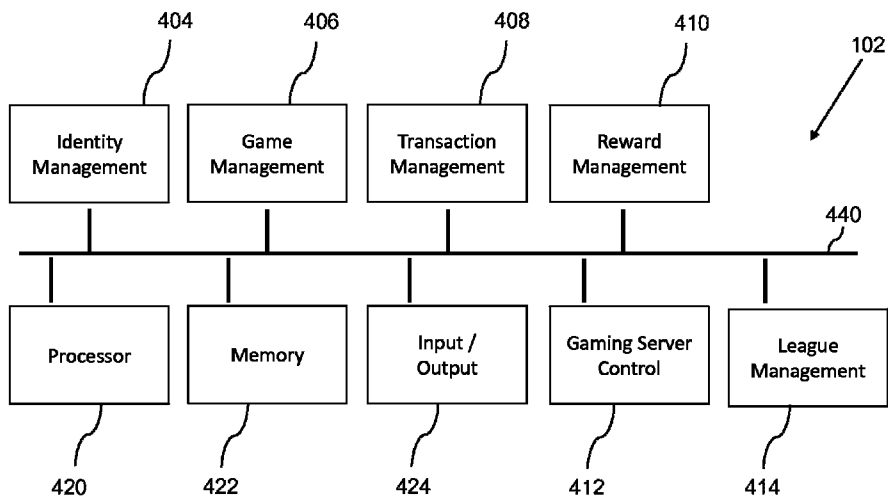 404
406
408
410
102
Identity
Management
Game
Management
Transaction
Management
Reward
Management
440
Processor
Memory
Input /
Output
Gaming Server
Control
League
Management
420
422
424
412
414